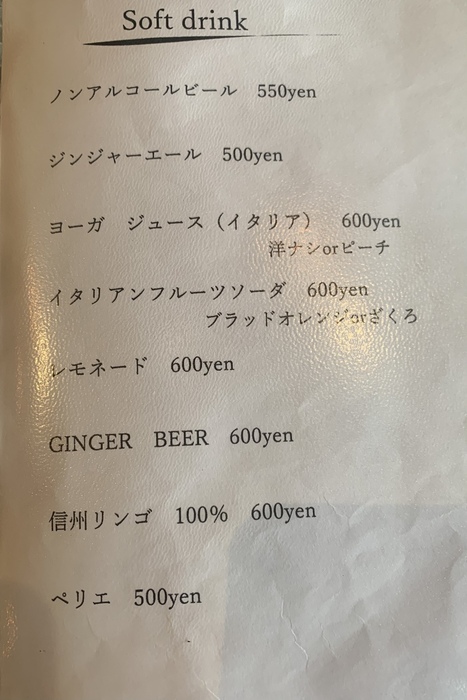 Soft drink
ノンアルコールビール 550yen
ジンジャーエール 500yen
ヨーガ ジュース（イタリア） 600yen
洋ナシorピーチ
イタリアンフルーツソーダ 600yen
ブラッドオレンジorざくろ
レモネード 600yen
GINGER BEER 600yen
信州リンゴ 100% 600yen
ペリエ 500yen